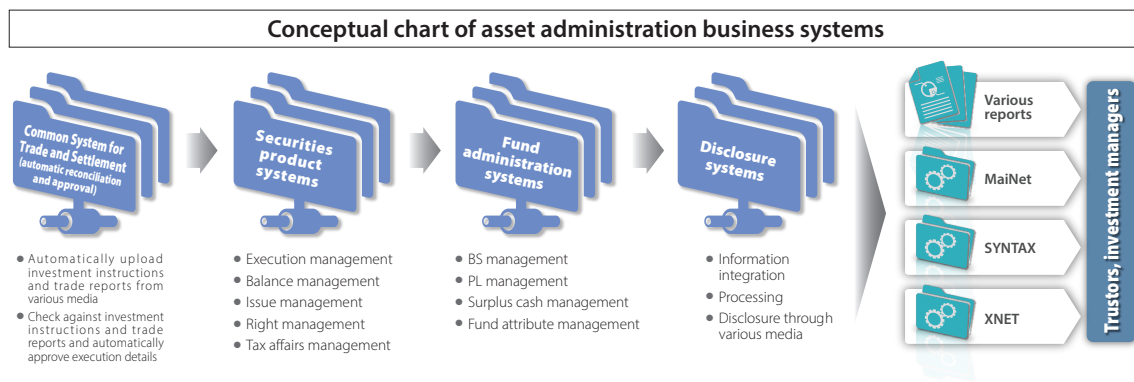 Conceptual chart of asset administration business systems
Common System for
Trade and Settlement
(automatic reconciliation
and approval)
● Automatically upload
investment instructions
and trade reports from
various media
● Check against investment
instructions and trade
reports and automatically
approve execution details
Securities
product
systems
● Execution management
● Balance management
● Issue management
● Right management
● Tax affairs management
Fund
administration
systems
● BS management
● PL management
● Surplus cash management
● Fund attribute management
Disclosure
systems
● Information
integration
● Processing
● Disclosure through
various media
Various
reports
MaiNet
SYNTAX
XNET
Trustors, investment managers